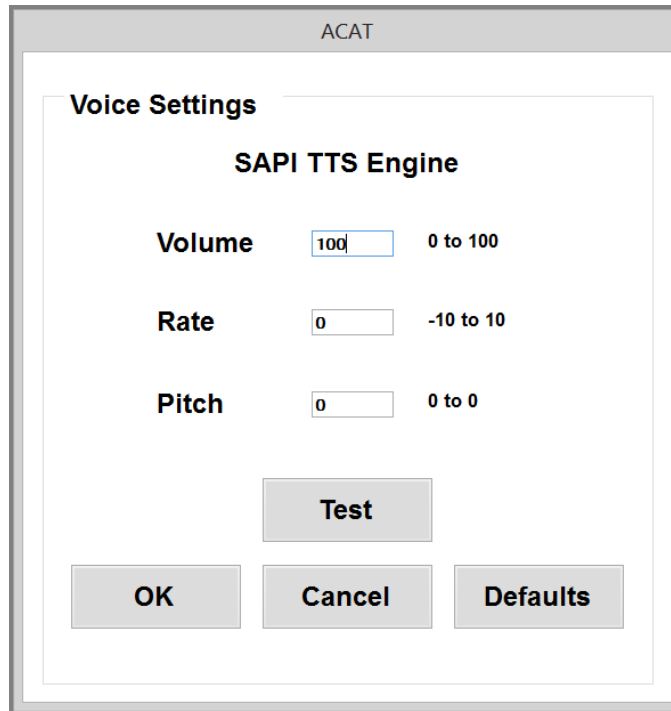 ACAT
Voice Settings
SAPI TTS Engine
Volume 100 0 to 100
Rate 0 -10 to 10
Pitch 0 0 to 0
Test
OK Cancel Defaults